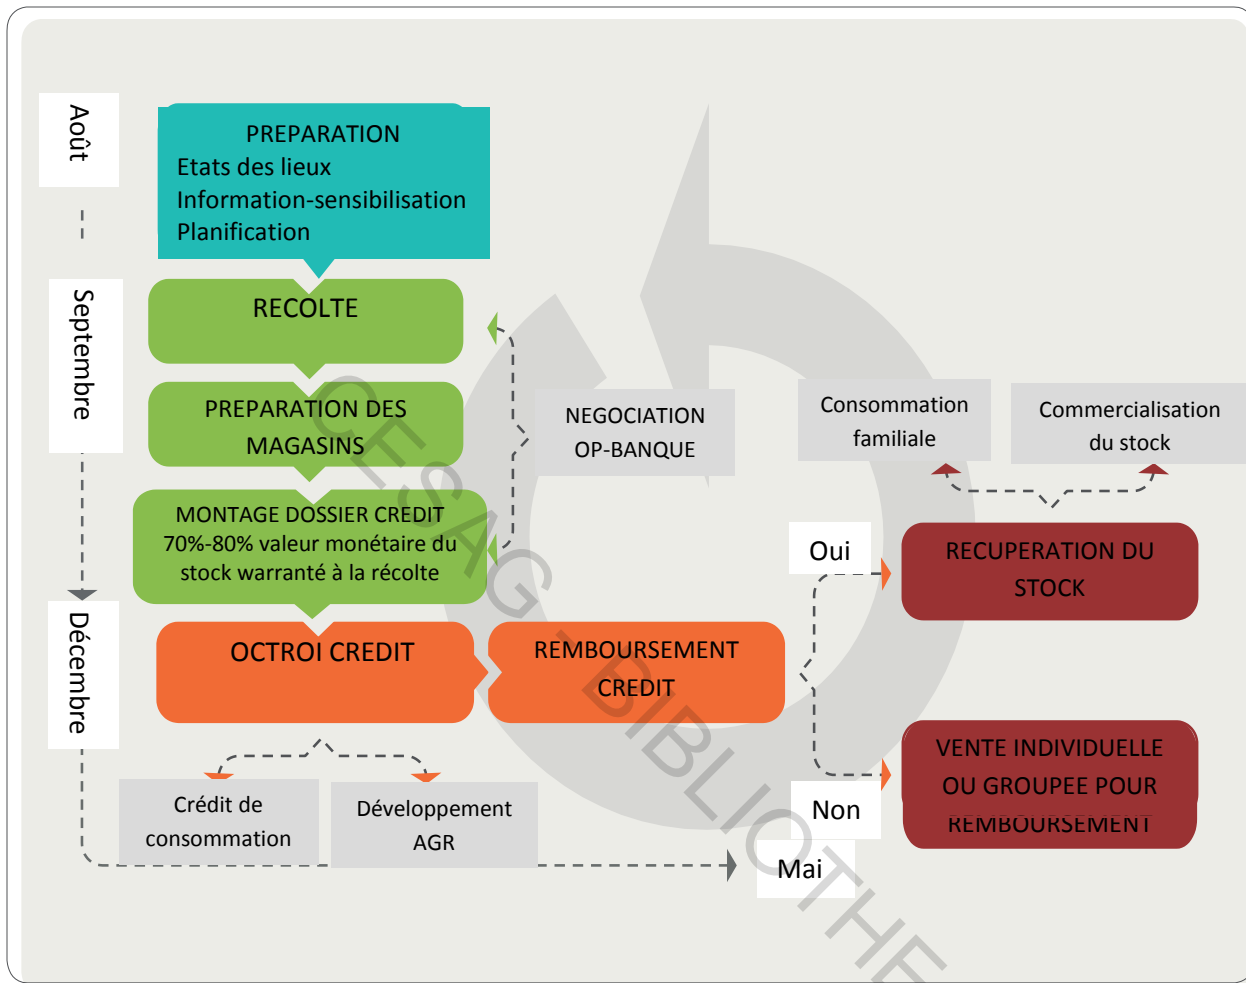 Août
PREPARATION
Etats des lieux
Information-sensibilisation
Planification
Septembre
RECOLTE
PREPARATION DES
MAGASINS
NEGOCIATION
OP-BANQUE
MONTAGE DOSSIER CREDIT
70%-80% valeur monétaire du
stock warranté à la récolte
Décembre
OCTROI CREDIT
REMBOURSEMENT
CREDIT
Crédit de
consommation
Développement
AGR
Consommation
familiale
Commercialisation
du stock
Oui
RECUPERATION DU
STOCK
Non
VENTE INDIVIDUELLE
OU GROUPEE POUR
REMBOURSEMENT
Mai
CESAG - BIBLIOTHE